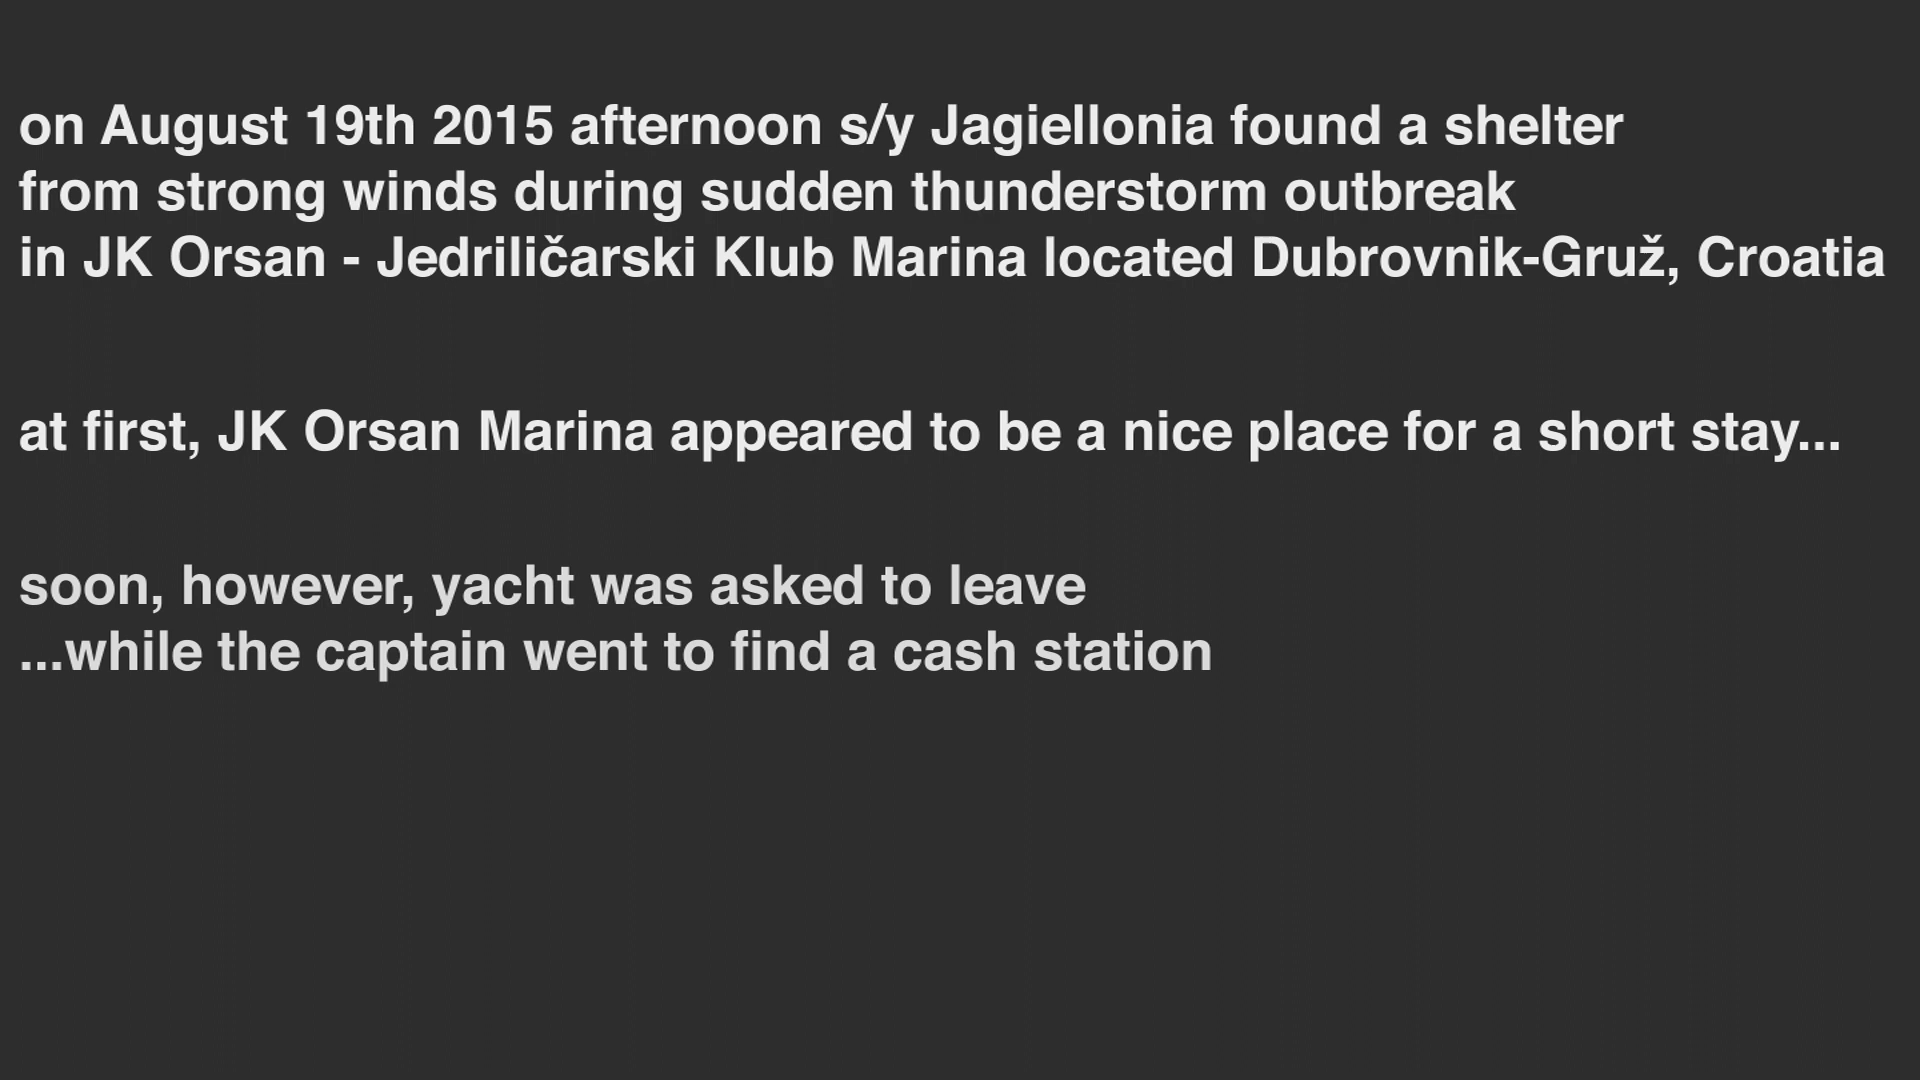 on August 19th 2015 afternoon s/y Jagiellonia found a shelter
from strong winds during sudden thunderstorm outbreak
in JK Orsan - Jedriličarski Klub Marina located Dubrovnik-Gruž, Croatia
at first, JK Orsan Marina appeared to be a nice place for a short stay...
soon, however, yacht was asked to leave
...while the captain went to find a cash station